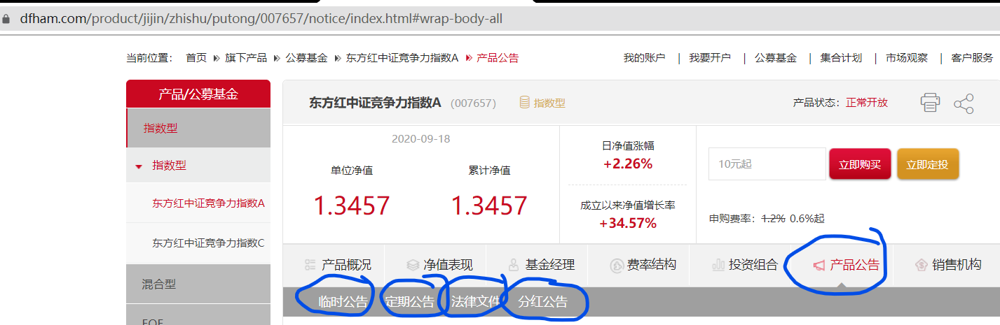 dfham.com/product/jijin/zhishu/putong/007657/notice/index.html#wrap-body-all
当前位置： 首页 旗下产品 公募基金 东方红中证竞争力指数A 产品公告
我的账户 | 我要开户 | 公募基金 | 集合计划 | 市场观察 | 客户服务
产品/公募基金
指数型
指数型
东方红中证竞争力指数A
东方红中证竞争力指数C
混合型
FOF
东方红中证竞争力指数A （007657） 指数型
产品状态：正常开放
2020-09-18
单位净值 累计净值
1.3457 1.3457
日净值涨幅
+2.26%
成立以来净值增长率
+34.57%
10元起 立即购买 立即定投
申购费率：1.2% 0.6%起
产品概况 净值表现 基金经理 费率结构 投资组合 产品公告 销售机构
临时公告 定期公告 法律文件 分红公告